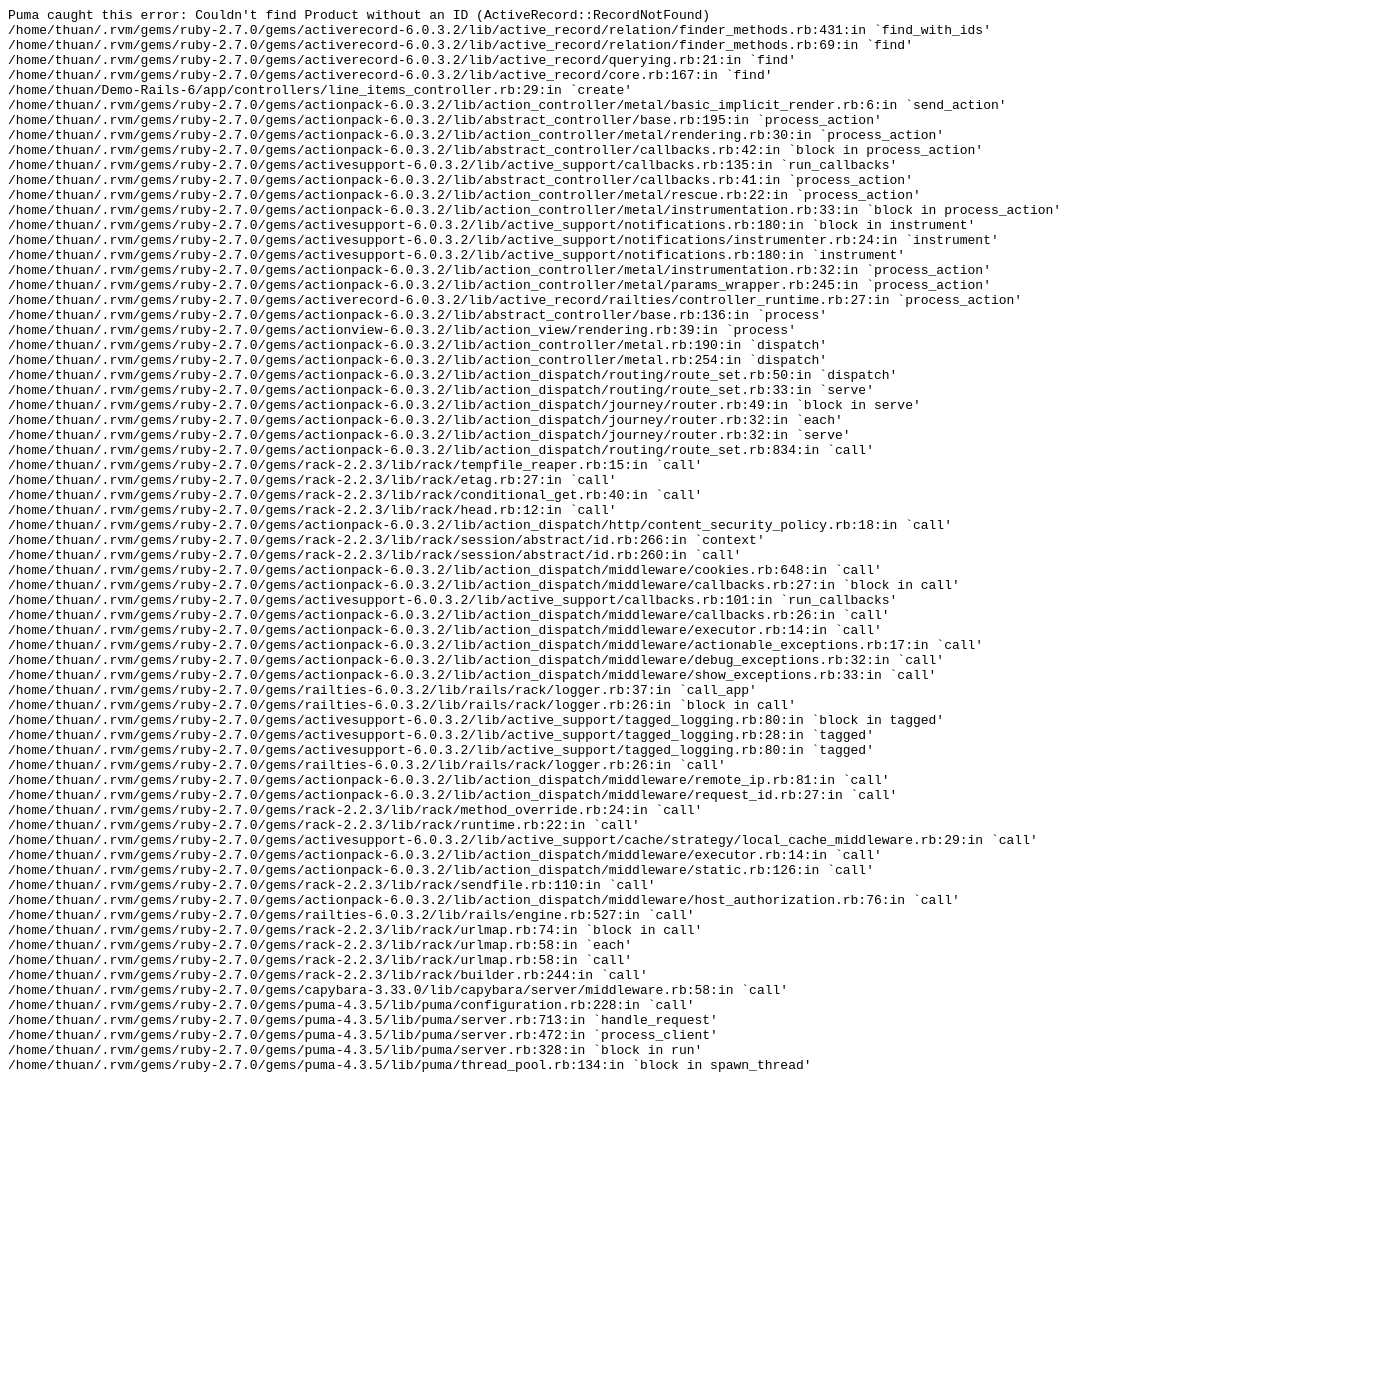 Puma caught this error: Couldn't find Product without an ID (ActiveRecord::RecordNotFound)
/home/thuan/.rvm/gems/ruby-2.7.0/gems/activerecord-6.0.3.2/lib/active_record/relation/finder_methods.rb:431:in `find_with_ids'
/home/thuan/.rvm/gems/ruby-2.7.0/gems/activerecord-6.0.3.2/lib/active_record/relation/finder_methods.rb:69:in `find'
/home/thuan/.rvm/gems/ruby-2.7.0/gems/activerecord-6.0.3.2/lib/active_record/querying.rb:21:in `find'
/home/thuan/.rvm/gems/ruby-2.7.0/gems/activerecord-6.0.3.2/lib/active_record/core.rb:167:in `find'
/home/thuan/Demo-Rails-6/app/controllers/line_items_controller.rb:29:in `create'
/home/thuan/.rvm/gems/ruby-2.7.0/gems/actionpack-6.0.3.2/lib/action_controller/metal/basic_implicit_render.rb:6:in `send_action'
/home/thuan/.rvm/gems/ruby-2.7.0/gems/actionpack-6.0.3.2/lib/abstract_controller/base.rb:195:in `process_action'
/home/thuan/.rvm/gems/ruby-2.7.0/gems/actionpack-6.0.3.2/lib/action_controller/metal/rendering.rb:30:in `process_action'
/home/thuan/.rvm/gems/ruby-2.7.0/gems/actionpack-6.0.3.2/lib/abstract_controller/callbacks.rb:42:in `block in process_action'
/home/thuan/.rvm/gems/ruby-2.7.0/gems/activesupport-6.0.3.2/lib/active_support/callbacks.rb:135:in `run_callbacks'
/home/thuan/.rvm/gems/ruby-2.7.0/gems/actionpack-6.0.3.2/lib/abstract_controller/callbacks.rb:41:in `process_action'
/home/thuan/.rvm/gems/ruby-2.7.0/gems/actionpack-6.0.3.2/lib/action_controller/metal/rescue.rb:22:in `process_action'
/home/thuan/.rvm/gems/ruby-2.7.0/gems/actionpack-6.0.3.2/lib/action_controller/metal/instrumentation.rb:33:in `block in process_action'
/home/thuan/.rvm/gems/ruby-2.7.0/gems/activesupport-6.0.3.2/lib/active_support/notifications.rb:180:in `block in instrument'
/home/thuan/.rvm/gems/ruby-2.7.0/gems/activesupport-6.0.3.2/lib/active_support/notifications/instrumenter.rb:24:in `instrument'
/home/thuan/.rvm/gems/ruby-2.7.0/gems/activesupport-6.0.3.2/lib/active_support/notifications.rb:180:in `instrument'
/home/thuan/.rvm/gems/ruby-2.7.0/gems/actionpack-6.0.3.2/lib/action_controller/metal/instrumentation.rb:32:in `process_action'
/home/thuan/.rvm/gems/ruby-2.7.0/gems/actionpack-6.0.3.2/lib/action_controller/metal/params_wrapper.rb:245:in `process_action'
/home/thuan/.rvm/gems/ruby-2.7.0/gems/activerecord-6.0.3.2/lib/active_record/railties/controller_runtime.rb:27:in `process_action'
/home/thuan/.rvm/gems/ruby-2.7.0/gems/actionpack-6.0.3.2/lib/abstract_controller/base.rb:136:in `process'
/home/thuan/.rvm/gems/ruby-2.7.0/gems/actionview-6.0.3.2/lib/action_view/rendering.rb:39:in `process'
/home/thuan/.rvm/gems/ruby-2.7.0/gems/actionpack-6.0.3.2/lib/action_controller/metal.rb:190:in `dispatch'
/home/thuan/.rvm/gems/ruby-2.7.0/gems/actionpack-6.0.3.2/lib/action_controller/metal.rb:254:in `dispatch'
/home/thuan/.rvm/gems/ruby-2.7.0/gems/actionpack-6.0.3.2/lib/action_dispatch/routing/route_set.rb:50:in `dispatch'
/home/thuan/.rvm/gems/ruby-2.7.0/gems/actionpack-6.0.3.2/lib/action_dispatch/routing/route_set.rb:33:in `serve'
/home/thuan/.rvm/gems/ruby-2.7.0/gems/actionpack-6.0.3.2/lib/action_dispatch/journey/router.rb:49:in `block in serve'
/home/thuan/.rvm/gems/ruby-2.7.0/gems/actionpack-6.0.3.2/lib/action_dispatch/journey/router.rb:32:in `each'
/home/thuan/.rvm/gems/ruby-2.7.0/gems/actionpack-6.0.3.2/lib/action_dispatch/journey/router.rb:32:in `serve'
/home/thuan/.rvm/gems/ruby-2.7.0/gems/actionpack-6.0.3.2/lib/action_dispatch/routing/route_set.rb:834:in `call'
/home/thuan/.rvm/gems/ruby-2.7.0/gems/rack-2.2.3/lib/rack/tempfile_reaper.rb:15:in `call'
/home/thuan/.rvm/gems/ruby-2.7.0/gems/rack-2.2.3/lib/rack/etag.rb:27:in `call'
/home/thuan/.rvm/gems/ruby-2.7.0/gems/rack-2.2.3/lib/rack/conditional_get.rb:40:in `call'
/home/thuan/.rvm/gems/ruby-2.7.0/gems/rack-2.2.3/lib/rack/head.rb:12:in `call'
/home/thuan/.rvm/gems/ruby-2.7.0/gems/actionpack-6.0.3.2/lib/action_dispatch/http/content_security_policy.rb:18:in `call'
/home/thuan/.rvm/gems/ruby-2.7.0/gems/rack-2.2.3/lib/rack/session/abstract/id.rb:266:in `context'
/home/thuan/.rvm/gems/ruby-2.7.0/gems/rack-2.2.3/lib/rack/session/abstract/id.rb:260:in `call'
/home/thuan/.rvm/gems/ruby-2.7.0/gems/actionpack-6.0.3.2/lib/action_dispatch/middleware/cookies.rb:648:in `call'
/home/thuan/.rvm/gems/ruby-2.7.0/gems/actionpack-6.0.3.2/lib/action_dispatch/middleware/callbacks.rb:27:in `block in call'
/home/thuan/.rvm/gems/ruby-2.7.0/gems/activesupport-6.0.3.2/lib/active_support/callbacks.rb:101:in `run_callbacks'
/home/thuan/.rvm/gems/ruby-2.7.0/gems/actionpack-6.0.3.2/lib/action_dispatch/middleware/callbacks.rb:26:in `call'
/home/thuan/.rvm/gems/ruby-2.7.0/gems/actionpack-6.0.3.2/lib/action_dispatch/middleware/executor.rb:14:in `call'
/home/thuan/.rvm/gems/ruby-2.7.0/gems/actionpack-6.0.3.2/lib/action_dispatch/middleware/actionable_exceptions.rb:17:in `call'
/home/thuan/.rvm/gems/ruby-2.7.0/gems/actionpack-6.0.3.2/lib/action_dispatch/middleware/debug_exceptions.rb:32:in `call'
/home/thuan/.rvm/gems/ruby-2.7.0/gems/actionpack-6.0.3.2/lib/action_dispatch/middleware/show_exceptions.rb:33:in `call'
/home/thuan/.rvm/gems/ruby-2.7.0/gems/railties-6.0.3.2/lib/rails/rack/logger.rb:37:in `call_app'
/home/thuan/.rvm/gems/ruby-2.7.0/gems/railties-6.0.3.2/lib/rails/rack/logger.rb:26:in `block in call'
/home/thuan/.rvm/gems/ruby-2.7.0/gems/activesupport-6.0.3.2/lib/active_support/tagged_logging.rb:80:in `block in tagged'
/home/thuan/.rvm/gems/ruby-2.7.0/gems/activesupport-6.0.3.2/lib/active_support/tagged_logging.rb:28:in `tagged'
/home/thuan/.rvm/gems/ruby-2.7.0/gems/activesupport-6.0.3.2/lib/active_support/tagged_logging.rb:80:in `tagged'
/home/thuan/.rvm/gems/ruby-2.7.0/gems/railties-6.0.3.2/lib/rails/rack/logger.rb:26:in `call'
/home/thuan/.rvm/gems/ruby-2.7.0/gems/actionpack-6.0.3.2/lib/action_dispatch/middleware/remote_ip.rb:81:in `call'
/home/thuan/.rvm/gems/ruby-2.7.0/gems/actionpack-6.0.3.2/lib/action_dispatch/middleware/request_id.rb:27:in `call'
/home/thuan/.rvm/gems/ruby-2.7.0/gems/rack-2.2.3/lib/rack/method_override.rb:24:in `call'
/home/thuan/.rvm/gems/ruby-2.7.0/gems/rack-2.2.3/lib/rack/runtime.rb:22:in `call'
/home/thuan/.rvm/gems/ruby-2.7.0/gems/activesupport-6.0.3.2/lib/active_support/cache/strategy/local_cache_middleware.rb:29:in `call'
/home/thuan/.rvm/gems/ruby-2.7.0/gems/actionpack-6.0.3.2/lib/action_dispatch/middleware/executor.rb:14:in `call'
/home/thuan/.rvm/gems/ruby-2.7.0/gems/actionpack-6.0.3.2/lib/action_dispatch/middleware/static.rb:126:in `call'
/home/thuan/.rvm/gems/ruby-2.7.0/gems/rack-2.2.3/lib/rack/sendfile.rb:110:in `call'
/home/thuan/.rvm/gems/ruby-2.7.0/gems/actionpack-6.0.3.2/lib/action_dispatch/middleware/host_authorization.rb:76:in `call'
/home/thuan/.rvm/gems/ruby-2.7.0/gems/railties-6.0.3.2/lib/rails/engine.rb:527:in `call'
/home/thuan/.rvm/gems/ruby-2.7.0/gems/rack-2.2.3/lib/rack/urlmap.rb:74:in `block in call'
/home/thuan/.rvm/gems/ruby-2.7.0/gems/rack-2.2.3/lib/rack/urlmap.rb:58:in `each'
/home/thuan/.rvm/gems/ruby-2.7.0/gems/rack-2.2.3/lib/rack/urlmap.rb:58:in `call'
/home/thuan/.rvm/gems/ruby-2.7.0/gems/rack-2.2.3/lib/rack/builder.rb:244:in `call'
/home/thuan/.rvm/gems/ruby-2.7.0/gems/capybara-3.33.0/lib/capybara/server/middleware.rb:58:in `call'
/home/thuan/.rvm/gems/ruby-2.7.0/gems/puma-4.3.5/lib/puma/configuration.rb:228:in `call'
/home/thuan/.rvm/gems/ruby-2.7.0/gems/puma-4.3.5/lib/puma/server.rb:713:in `handle_request'
/home/thuan/.rvm/gems/ruby-2.7.0/gems/puma-4.3.5/lib/puma/server.rb:472:in `process_client'
/home/thuan/.rvm/gems/ruby-2.7.0/gems/puma-4.3.5/lib/puma/server.rb:328:in `block in run'
/home/thuan/.rvm/gems/ruby-2.7.0/gems/puma-4.3.5/lib/puma/thread_pool.rb:134:in `block in spawn_thread'